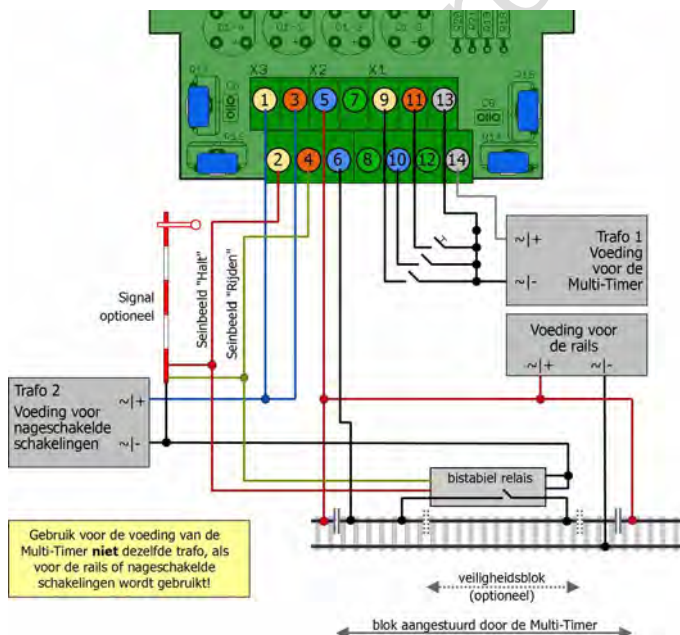 X3 X2 X1
1 3 5 7 9 11 13
2 4 6 8 10 12 14
Signal
optioneel
Seinbeeld "Halt"
Seinbeeld "Rijden"
~|+
~|-
Trafo 1
Voeding
voor de
Multi-Timer
Voeding voor
de rails
~|+ ~|-
Trafo 2
Voeding voor
nageschakelde
schakelingen
~|+
~|-
bistabiel relais
Gebruik voor de voeding van de
Multi-Timer niet dezelfde trafo, als
voor de rails of nageschakelde
schakelingen wordt gebruikt!
veiligheidsblok
(optioneel)
blok aangestuurd door de Multi-Timer